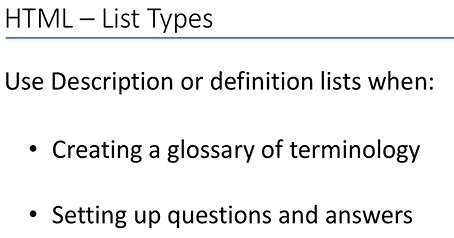 HTML – List Types
Use Description or definition lists when:
• Creating a glossary of terminology
• Setting up questions and answers